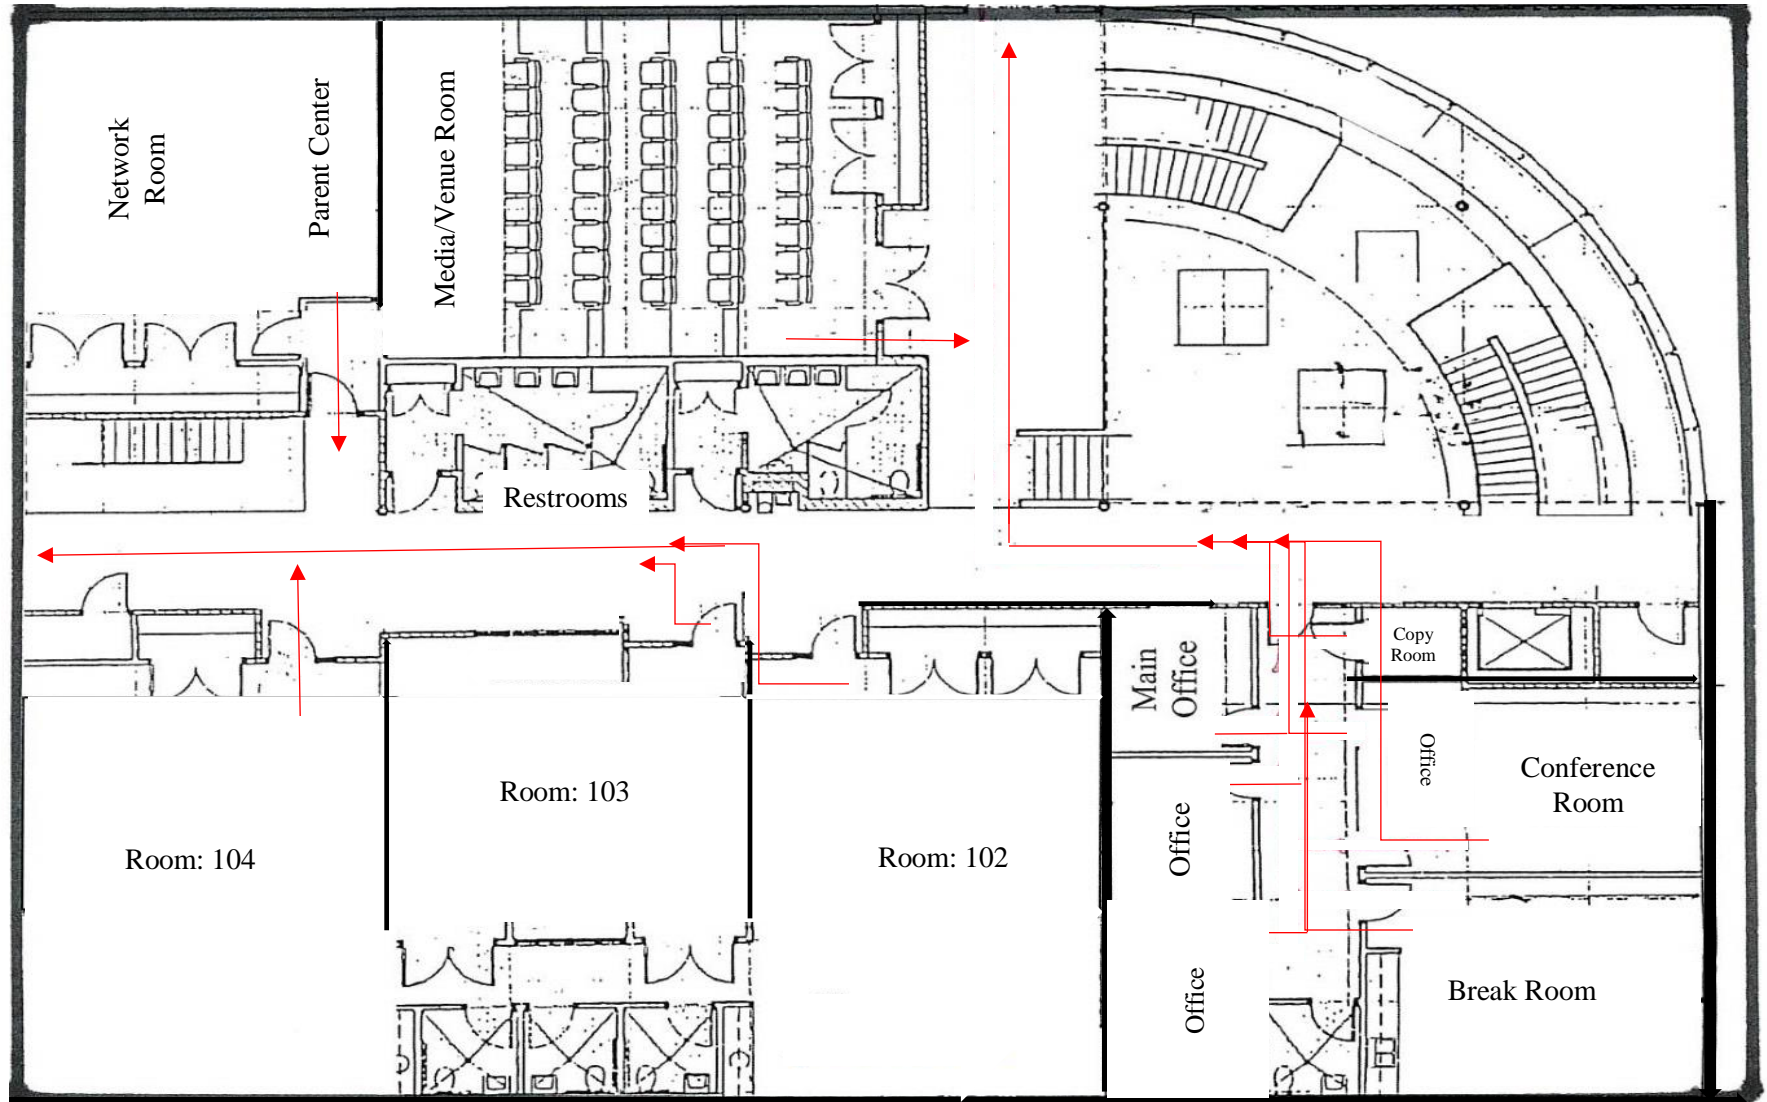 Network
Room
Parent Center
Media/Venue Room
Restrooms
Main
Office
Copy
Room
Office
Conference
Room
Room: 103
Room: 104
Room: 102
Office
Office
Break Room